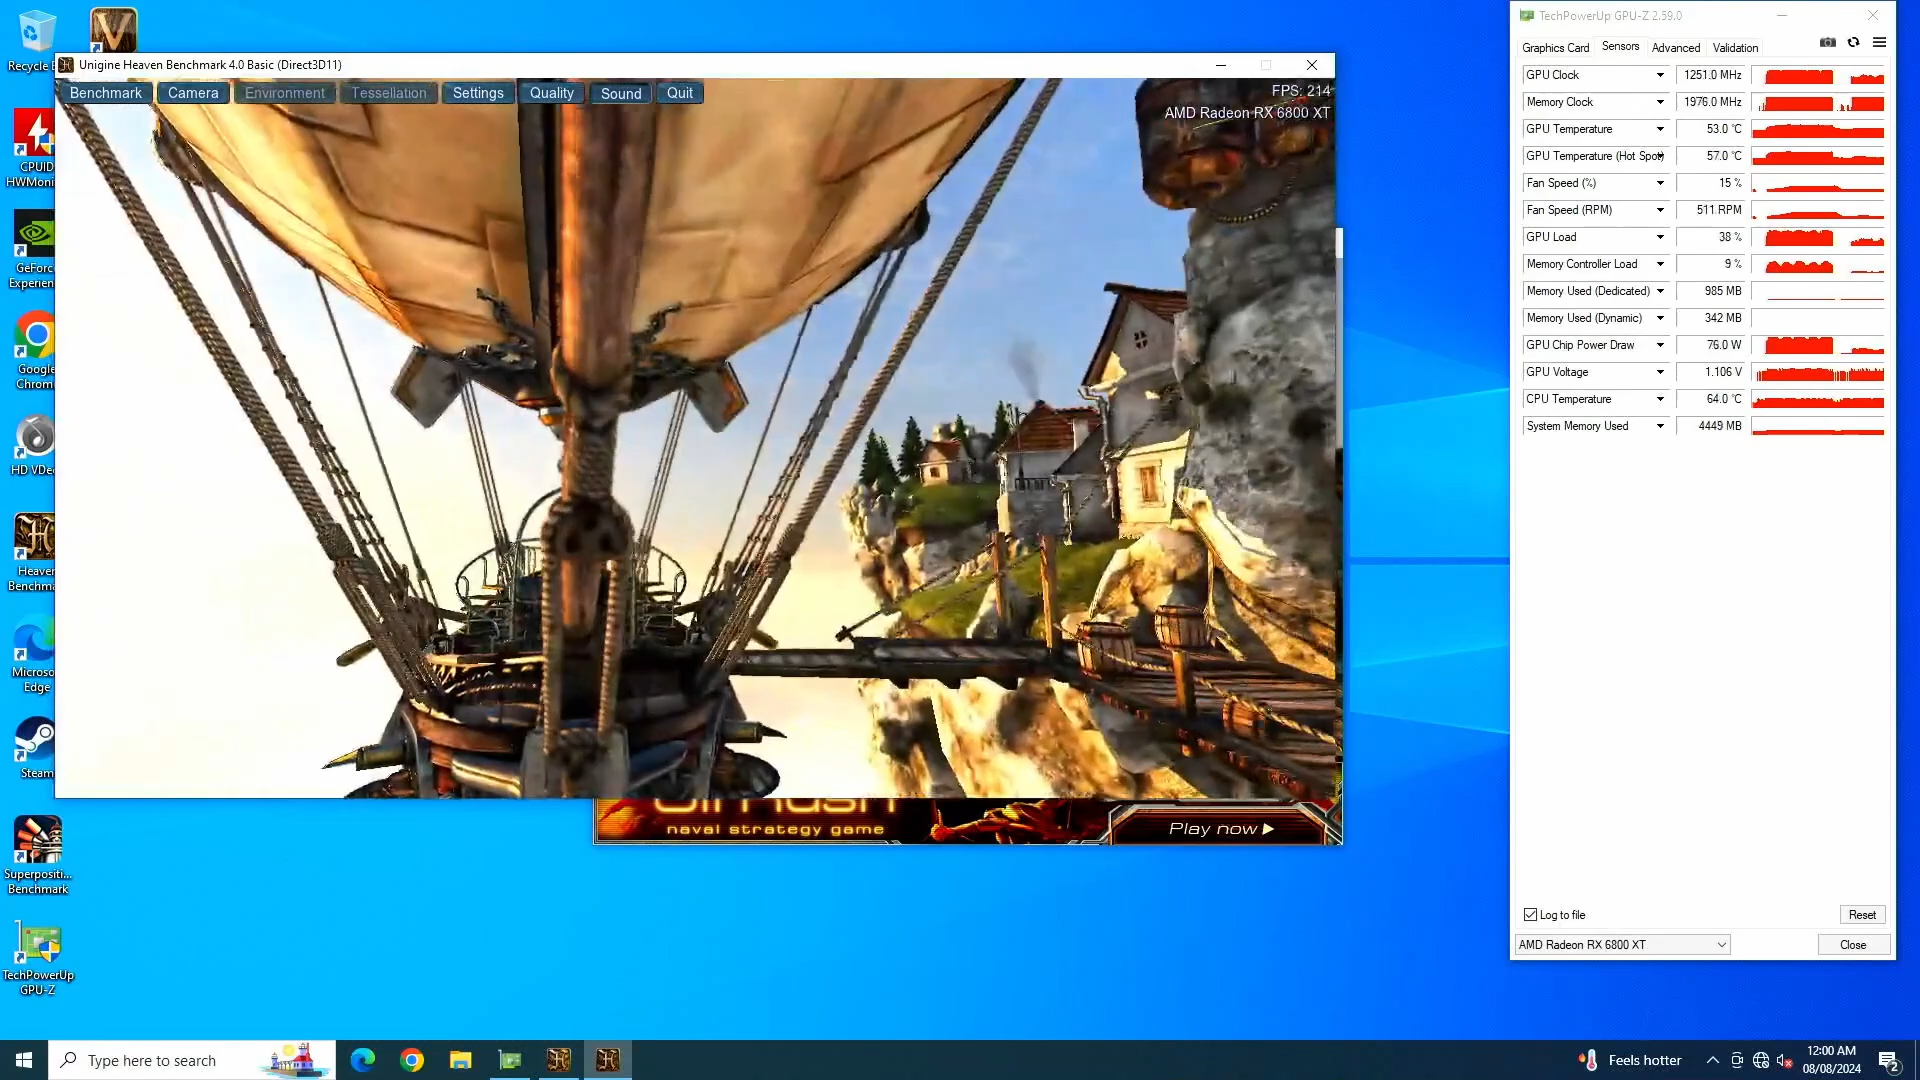 Recycle
CPUID
HWMoni
GeForc
Experien
Google
Chrom
HD VDe
Heaven
Benchma
Microso
Edge
Steam
Superpositi...
Benchmark
TechPowerUp
GPU-Z
Unigine Heaven Benchmark 4.0 Basic (Direct3D11)
Benchmark Camera Environment Tessellation Settings Quality Sound Quit
FPS: 214
AMD Radeon RX 6800 XT
naval strategy game
Play now
TechPowerUp GPU-Z 2.59.0
Graphics Card Sensors Advanced Validation
GPU Clock 1251.0 MHz
Memory Clock 1976.0 MHz
GPU Temperature 53.0 °C
GPU Temperature (Hot Spot) 57.0 °C
Fan Speed (%) 15 %
Fan Speed (RPM) 511 RPM
GPU Load 38 %
Memory Controller Load 9 %
Memory Used (Dedicated) 985 MB
Memory Used (Dynamic) 342 MB
GPU Chip Power Draw 76.0 W
GPU Voltage 1.106 V
CPU Temperature 64.0 °C
System Memory Used 4449 MB
Log to file Reset
AMD Radeon RX 6800 XT Close
Type here to search
Feels hotter
12:00 AM
08/08/2024
2